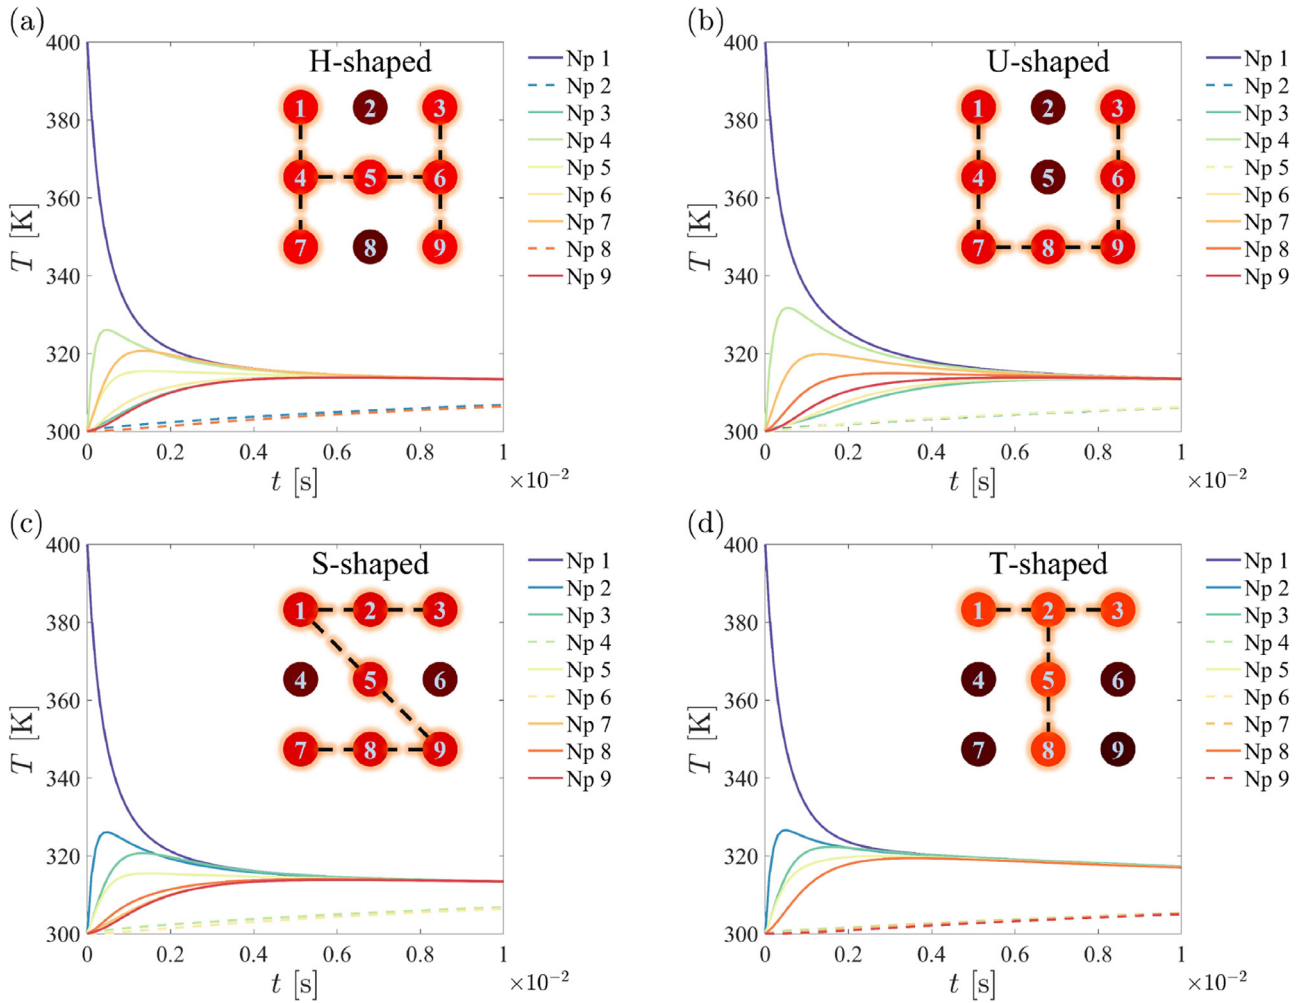 (a)
H-shaped
1 2 3
4 5 6
7 8 9
400
380
360
340
320
300
T [K]
0 0.2 0.4 0.6 0.8 1
×10⁻²
t [s]
Np 1
Np 2
Np 3
Np 4
Np 5
Np 6
Np 7
Np 8
Np 9
(b)
U-shaped
1 2 3
4 5 6
7 8 9
400
380
360
340
320
300
T [K]
0 0.2 0.4 0.6 0.8 1
×10⁻²
t [s]
Np 1
Np 2
Np 3
Np 4
Np 5
Np 6
Np 7
Np 8
Np 9
(c)
S-shaped
1 2 3
4 5 6
7 8 9
400
380
360
340
320
300
T [K]
0 0.2 0.4 0.6 0.8 1
×10⁻²
t [s]
Np 1
Np 2
Np 3
Np 4
Np 5
Np 6
Np 7
Np 8
Np 9
(d)
T-shaped
1 2 3
4 5 6
7 8 9
400
380
360
340
320
300
T [K]
0 0.2 0.4 0.6 0.8 1
×10⁻²
t [s]
Np 1
Np 2
Np 3
Np 4
Np 5
Np 6
Np 7
Np 8
Np 9